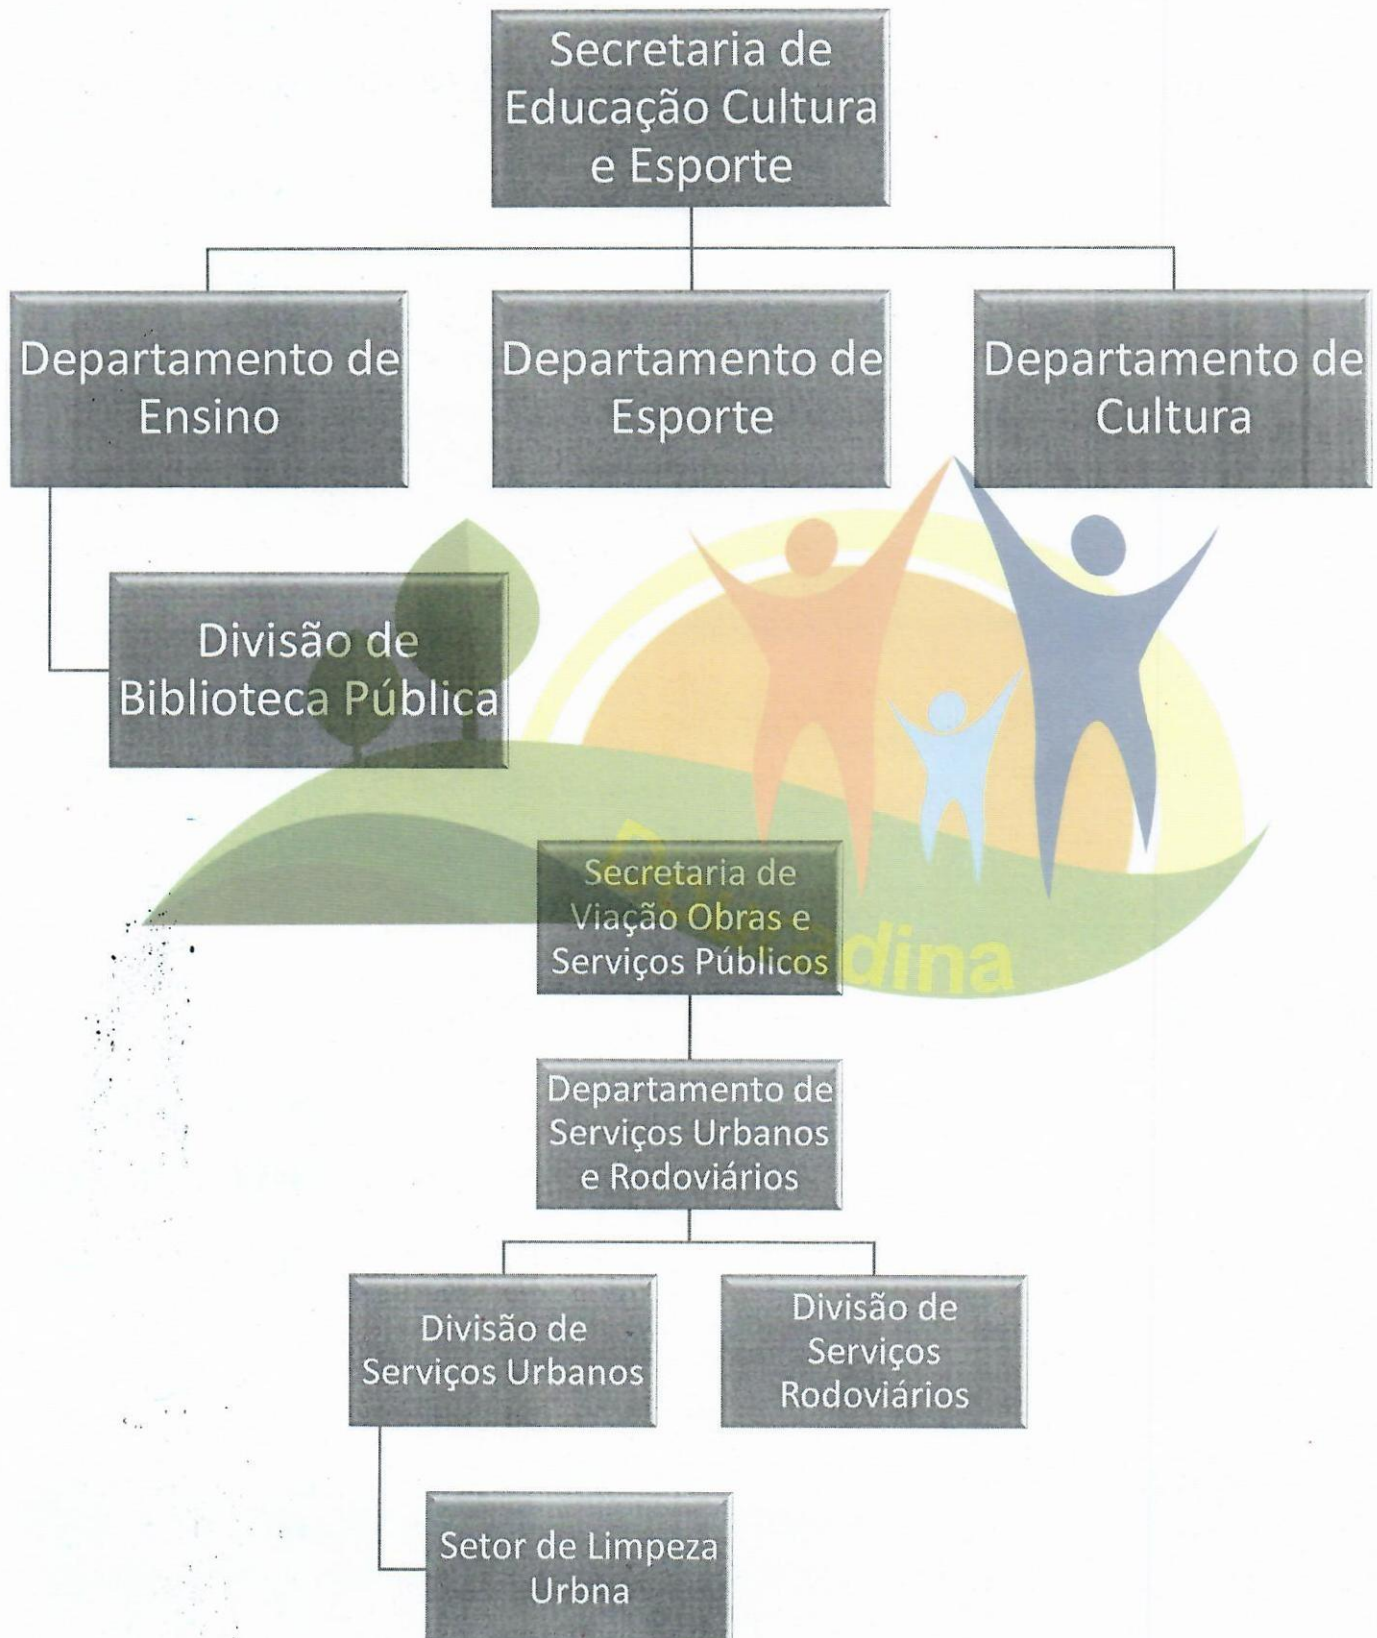 Secretaria de
Educação Cultura
e Esporte
Departamento de
Ensino
Departamento de
Esporte
Departamento de
Cultura
Divisão de
Biblioteca Pública
Secretaria de
Viação Obras e
Serviços Públicos
Departamento de
Serviços Urbanos
e Rodoviários
Divisão de
Serviços Urbanos
Divisão de
Serviços
Rodoviários
Setor de Limpeza
Urbna